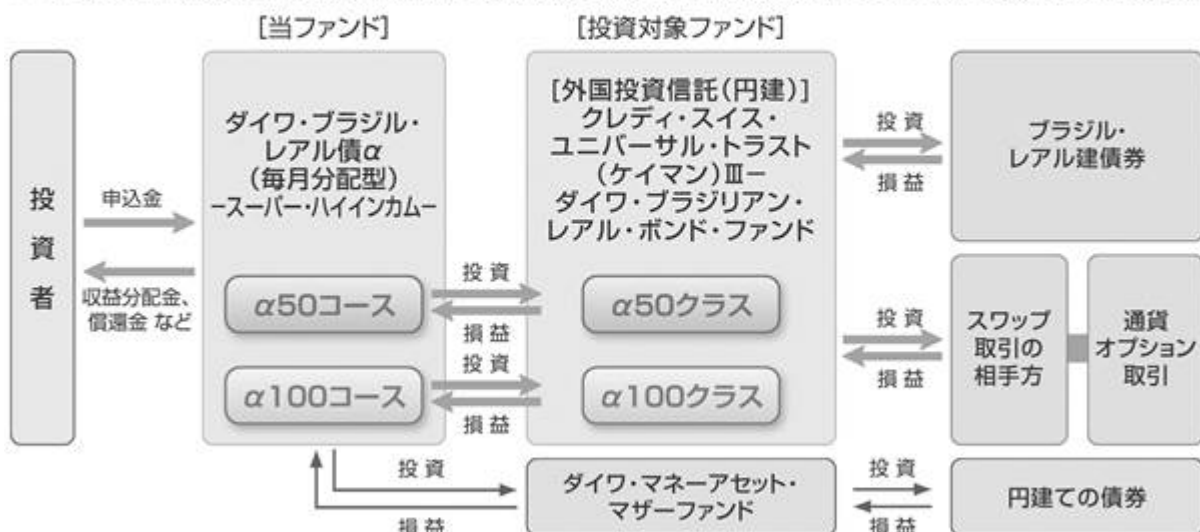 [当ファンド]
[投資対象ファンド]
投資者
申込金
収益分配金、
償還金 など
ダイワ・ブラジル・
レアル債α
(毎月分配型)
－スーパー・ハイインカム－
α50コース
α100コース
投資
損益
投資
損益
[外国投資信託(円建)]
クレディ・スイス・
ユニバーサル・トラスト
(ケイマン)Ⅲ－
ダイワ・ブラジリアン・
レアル・ボンド・ファンド
α50クラス
α100クラス
投資
損益
ブラジル・
レアル建債券
投資
損益
スワップ
取引の
相手方
通貨
オプション
取引
投資
損益
ダイワ・マネーアセット・
マザーファンド
投資
損益
円建ての債券